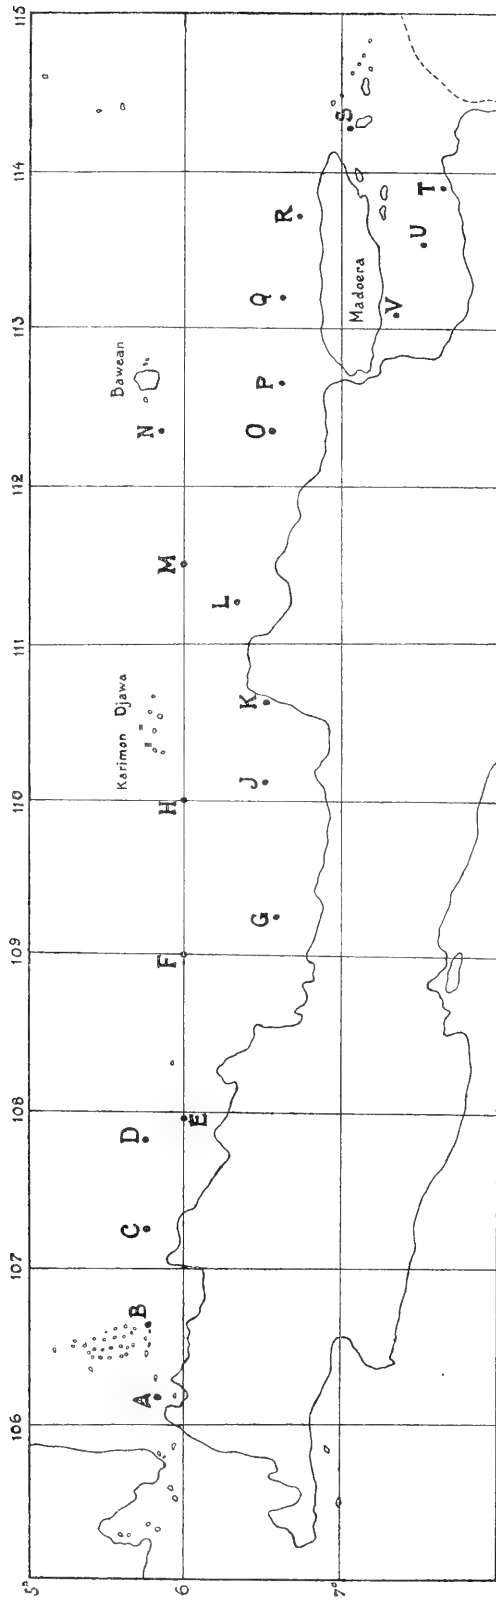 106 107 108 109 110 111 112 113 114 115
5°
Karimon Djawa
Bawean
A
B
C
D
N
6
E
F
H
M
L
G
J
K
O
P
Q
R
7°
S
Madoera
V
U
T